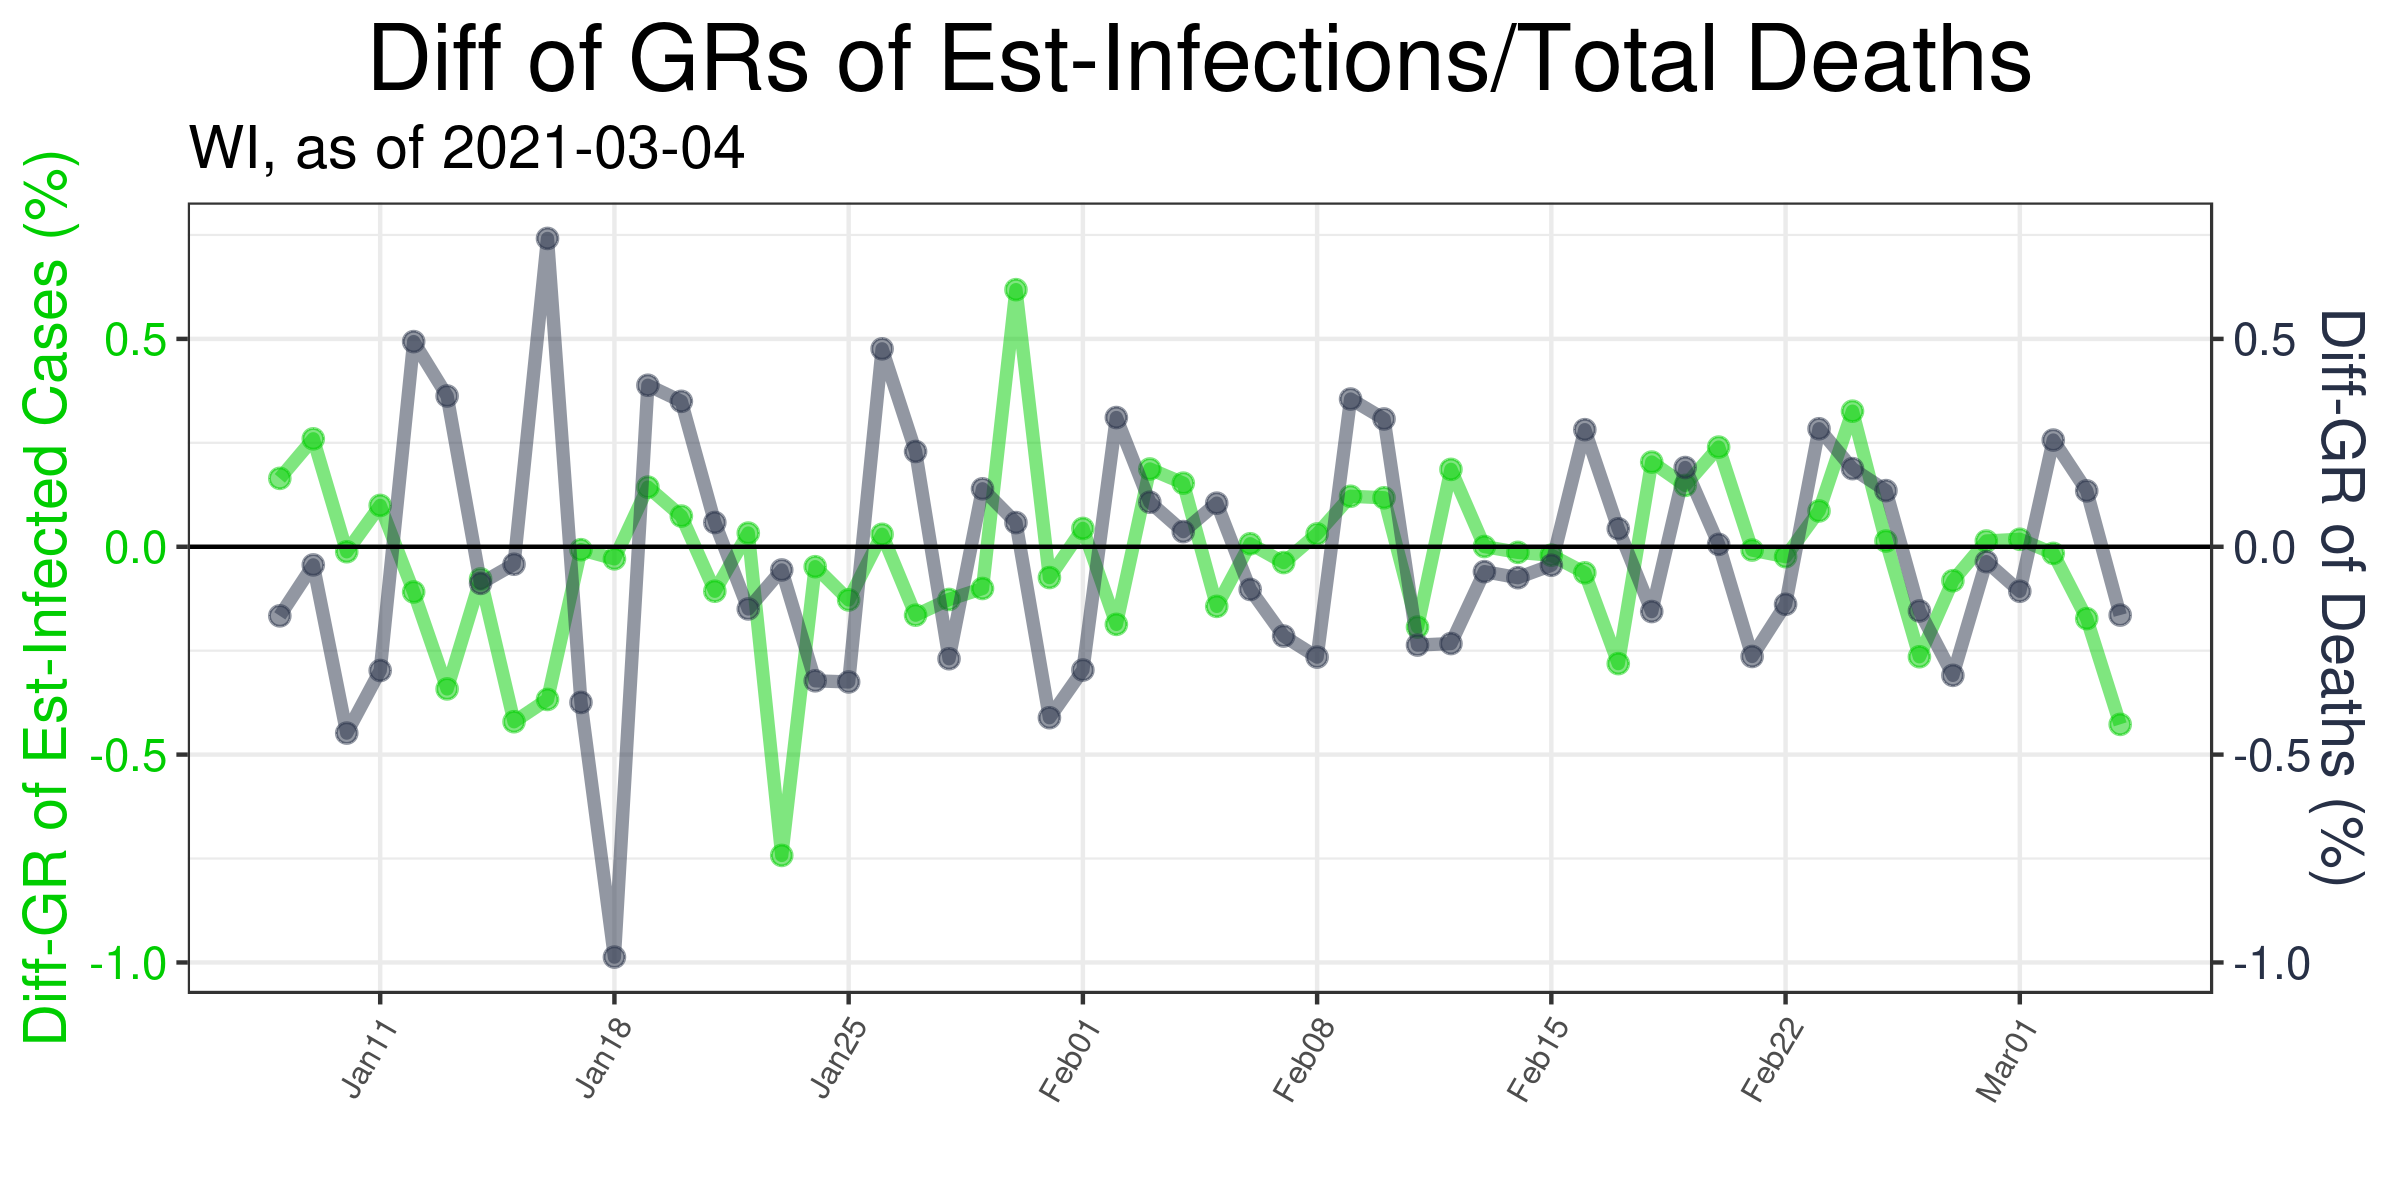 Diff of GRs of Est-Infections/Total Deaths
WI, as of 2021-03-04
Diff-GR of Est-Infected Cases (%)
0.5
0.0
-0.5
-1.0
0.5
0.0
-0.5
-1.0
Diff-GR of Deaths (%)
Jan11
Jan18
Jan25
Feb01
Feb08
Feb15
Feb22
Mar01